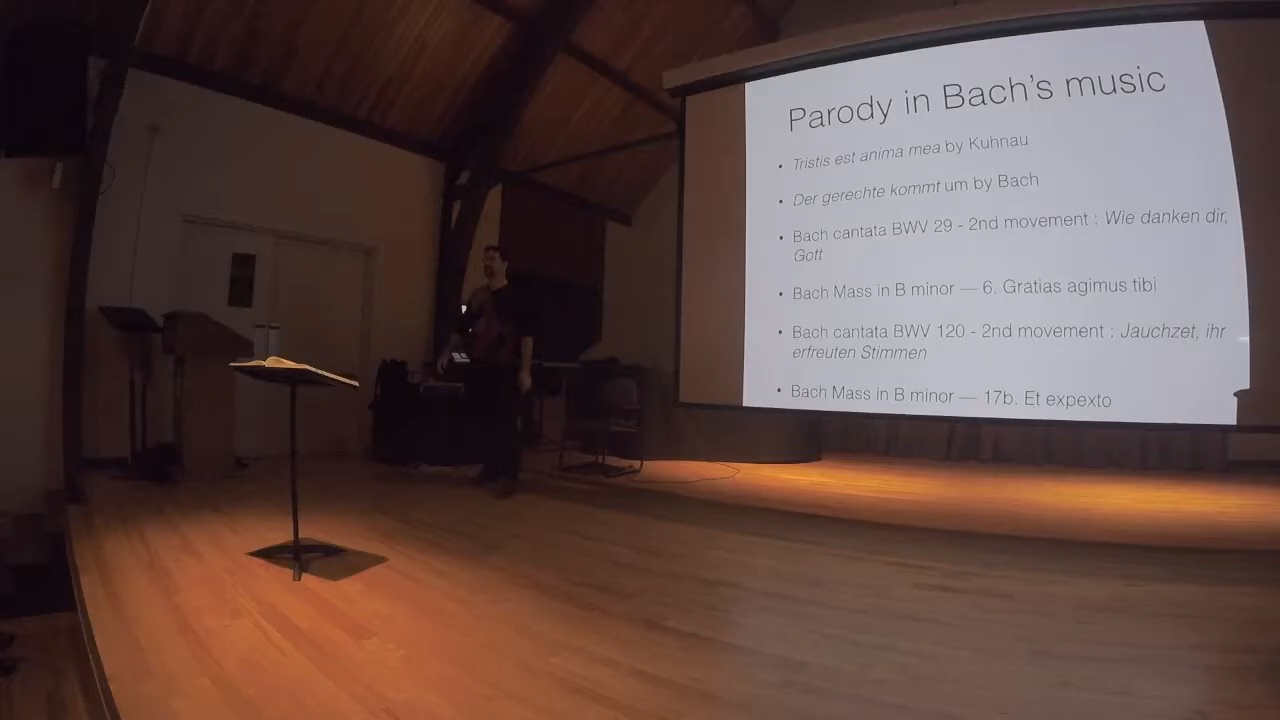 Parody in Bach's music
• Tristis est anima mea by Kuhnau
• Der gerechte kommt um by Bach
• Bach cantata BWV 29 - 2nd movement : Wie danken dir,
Gott
• Bach Mass in B minor — 6. Gratias agimus tibi
• Bach cantata BWV 120 - 2nd movement : Jauchzet, ihr
erfreuten Stimmen
• Bach Mass in B minor — 17b. Et expexto